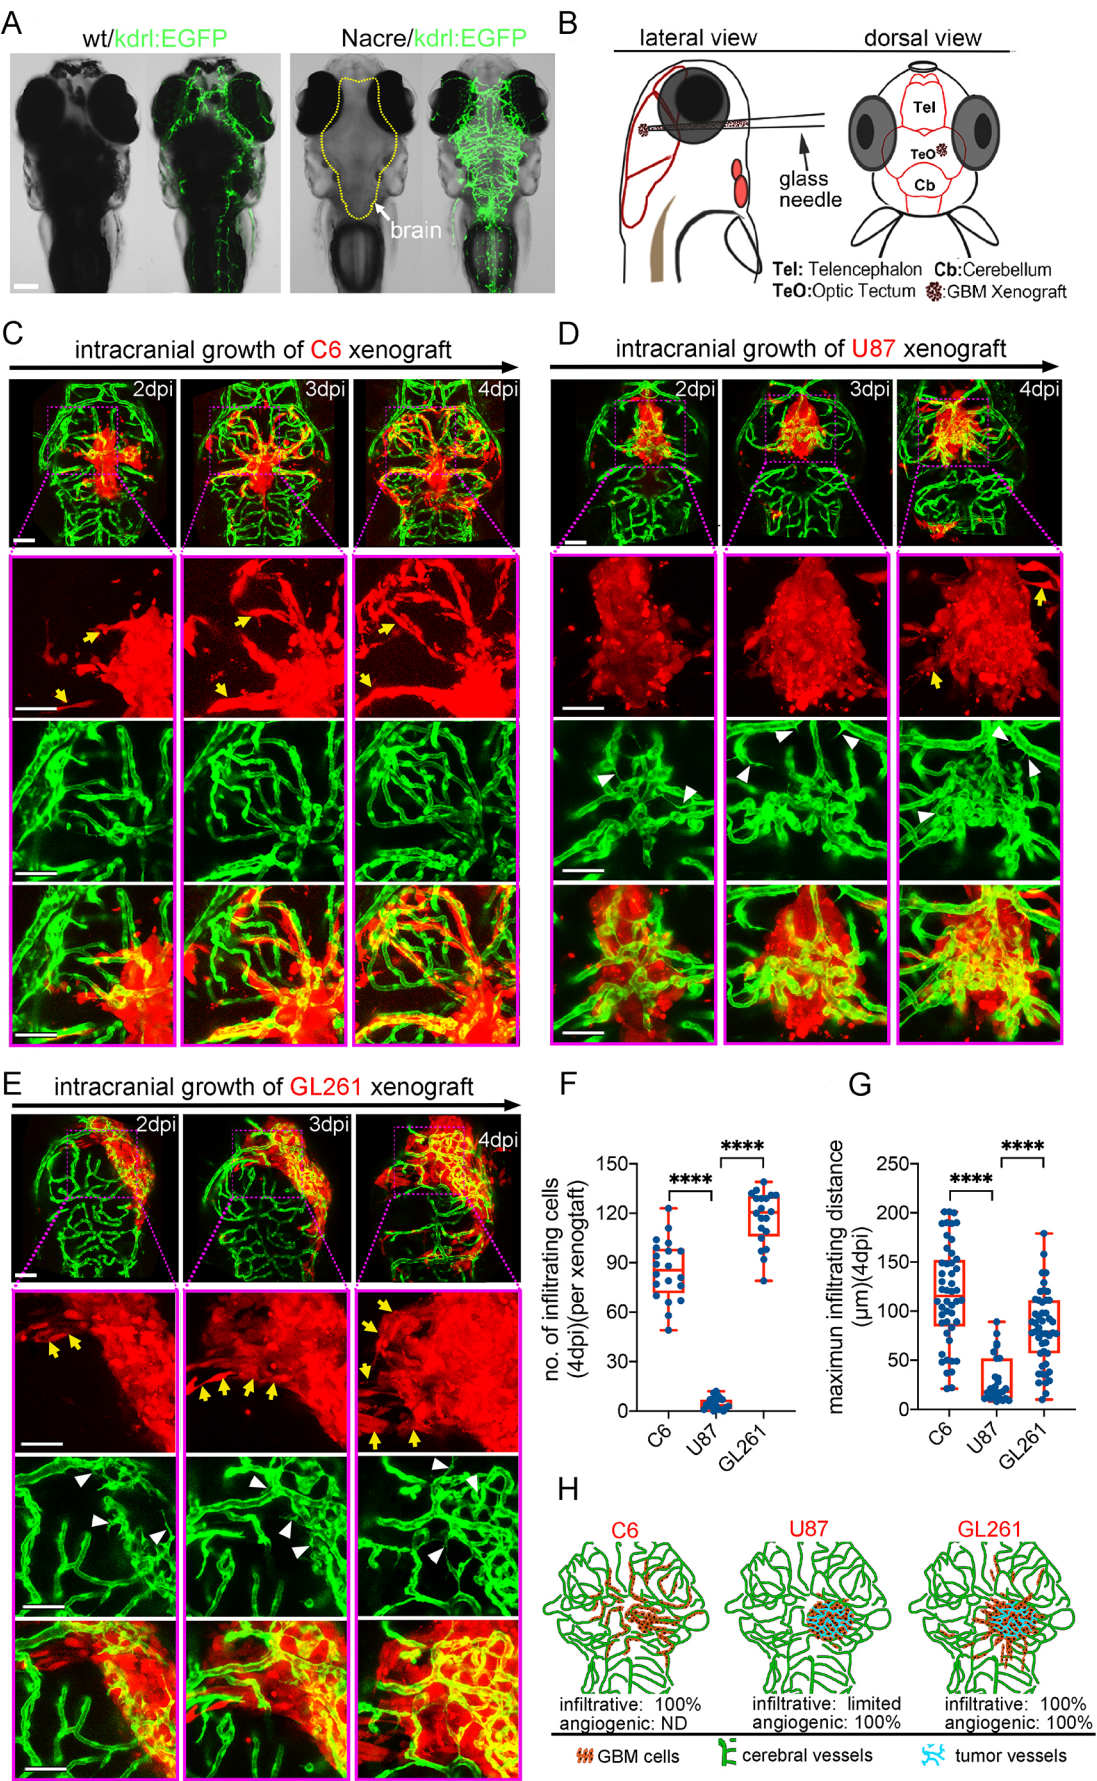 A
wt/kdrl:EGFP
Nacre/kdrl:EGFP
brain
B
lateral view
dorsal view
Tel
TeO
Cb
glass
needle
Tel: Telencephalon Cb:Cerebellum
TeO:Optic Tectum :GBM Xenograft
C
intracranial growth of C6 xenograft
2dpi
3dpi
4dpi
D
intracranial growth of U87 xenograft
2dpi
3dpi
4dpi
E
intracranial growth of GL261 xenograft
2dpi
3dpi
4dpi
F
no. of inflitrating cells
(4dpi)(per xenogtaft)
150
120
90
60
30
0
****
****
C6
U87
GL261
G
maximun infiltrating distance
(µm)(4dpi)
250
200
150
100
50
0
****
****
C6
U87
GL261
H
C6
U87
GL261
infiltrative: 100%
angiogenic: ND
infiltrative: limited
angiogenic: 100%
infiltrative: 100%
angiogenic: 100%
GBM cells
cerebral vessels
tumor vessels